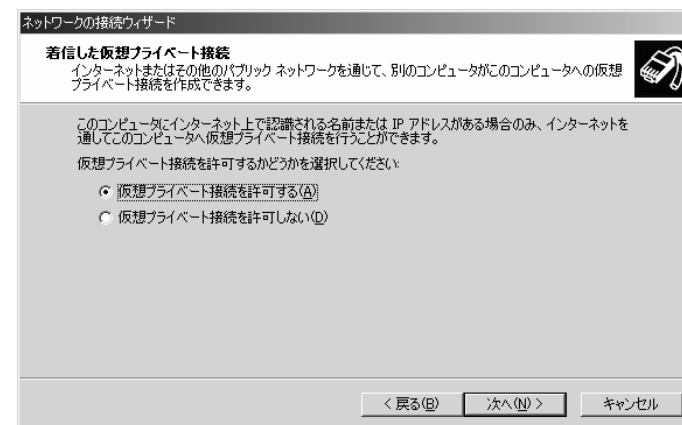 ネットワークの接続ウィザード
着信した仮想プライベート接続
インターネットまたはその他のパブリック ネットワークを通じて、別のコンピュータがこのコンピュータへの仮想
プライベート接続を作成できます。
このコンピュータにインターネット上で認識される名前または IP アドレスがある場合のみ、インターネットを
通してこのコンピュータへ仮想プライベート接続を行うことができます。
仮想プライベート接続を許可するかどうかを選択してください:
仮想プライベート接続を許可する(A)
仮想プライベート接続を許可しない(D)
< 戻る(B) 次へ(N) > キャンセル